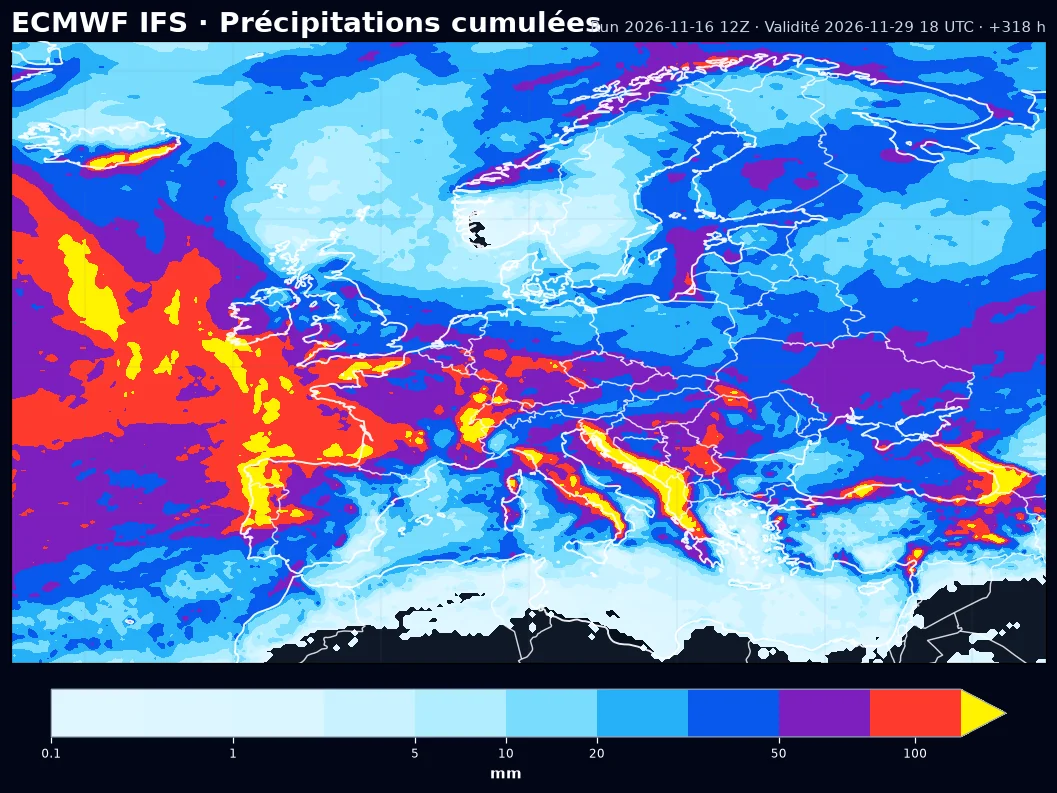 ECMWF IFS · Précipitations cumulées
Run 2026-11-16 12Z · Validité 2026-11-29 18 UTC · +318 h
0.1 1 5 10 20 50 100
mm